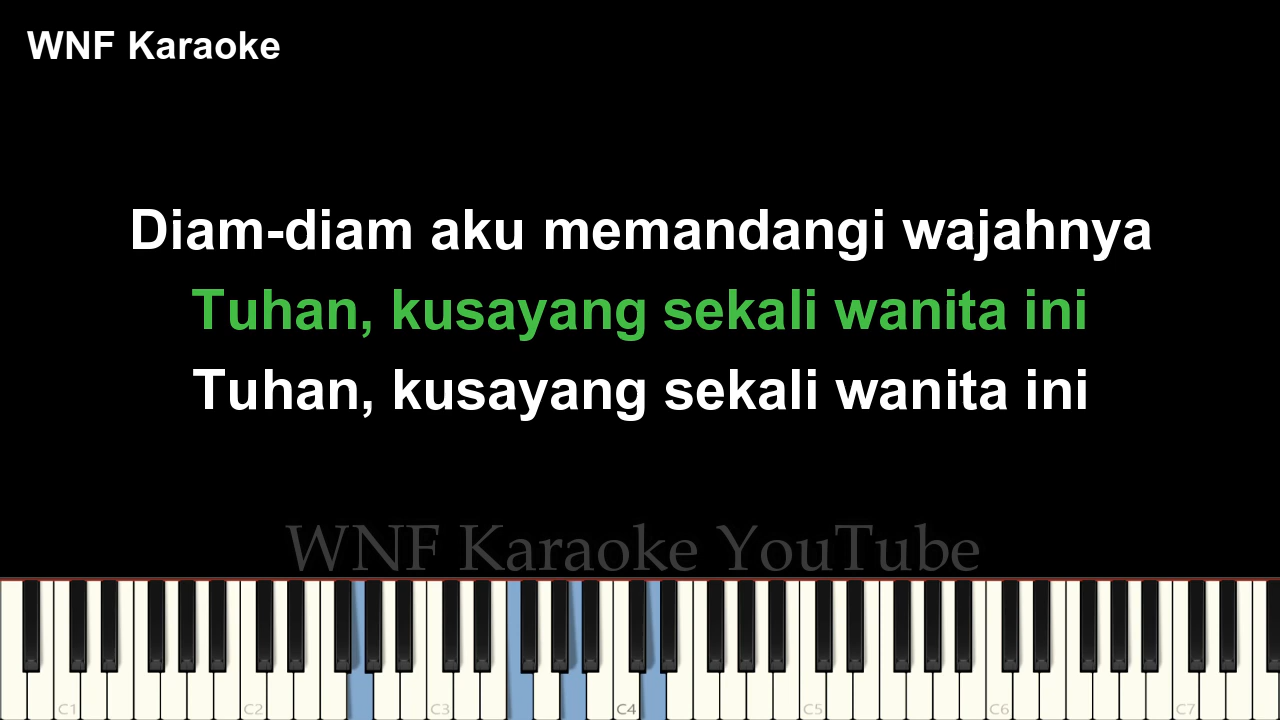 WNF Karaoke
Diam-diam aku memandangi wajahnya
Tuhan, kusayang sekali wanita ini
Tuhan, kusayang sekali wanita ini
WNF Karaoke YouTube
C1 C2 C3 C4 C5 C6 C7